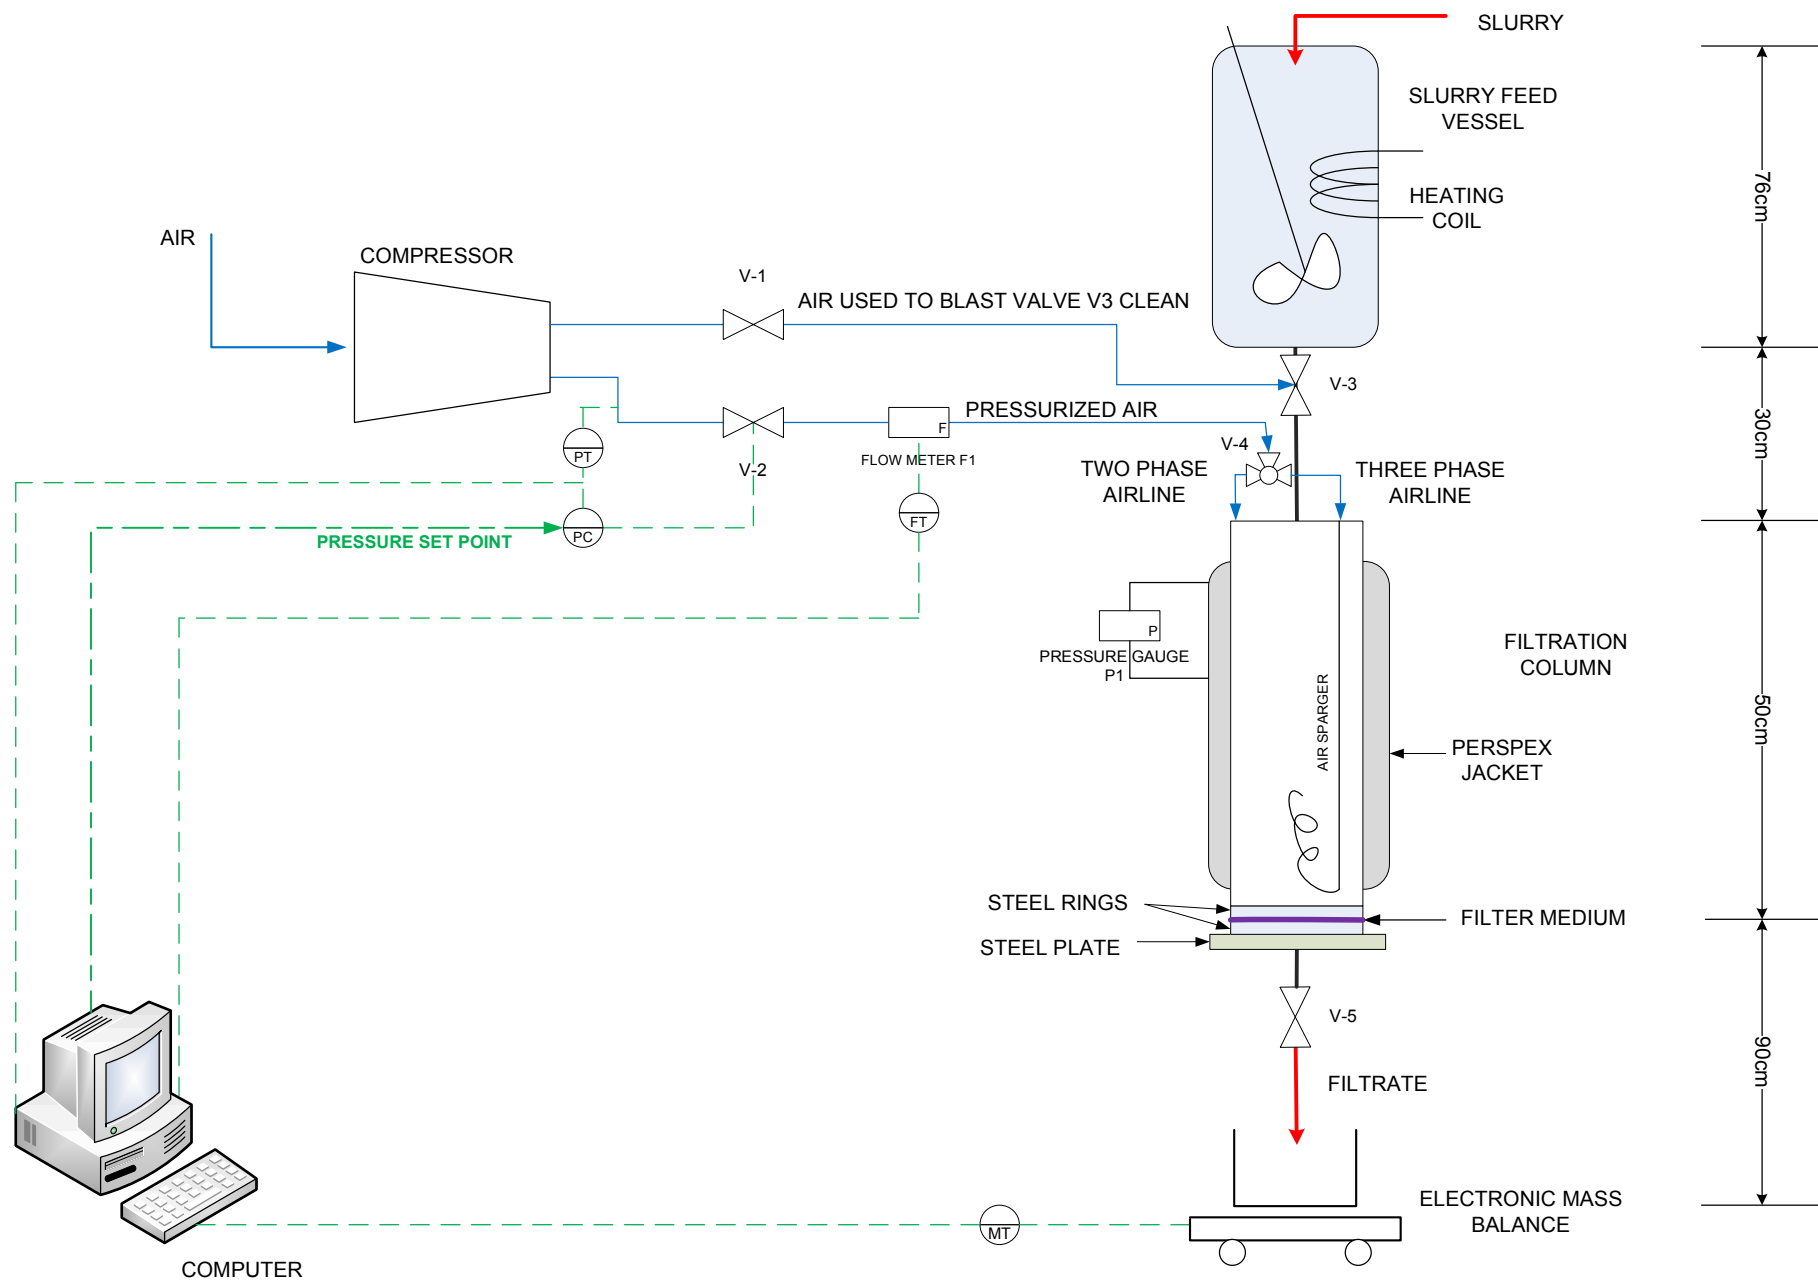 SLURRY
SLURRY FEED
VESSEL
76cm
HEATING
COIL
AIR
COMPRESSOR
V-1
AIR USED TO BLAST VALVE V3 CLEAN
V-3
30cm
PRESSURIZED AIR
F
V-4
PT
V-2
FLOW METER F1
TWO PHASE
AIRLINE
THREE PHASE
AIRLINE
FT
PC
PRESSURE SET POINT
P
PRESSURE GAUGE
P1
FILTRATION
COLUMN
50cm
AIR SPARGER
PERSPEX
JACKET
STEEL RINGS
FILTER MEDIUM
STEEL PLATE
V-5
90cm
FILTRATE
ELECTRONIC MASS
BALANCE
MT
COMPUTER